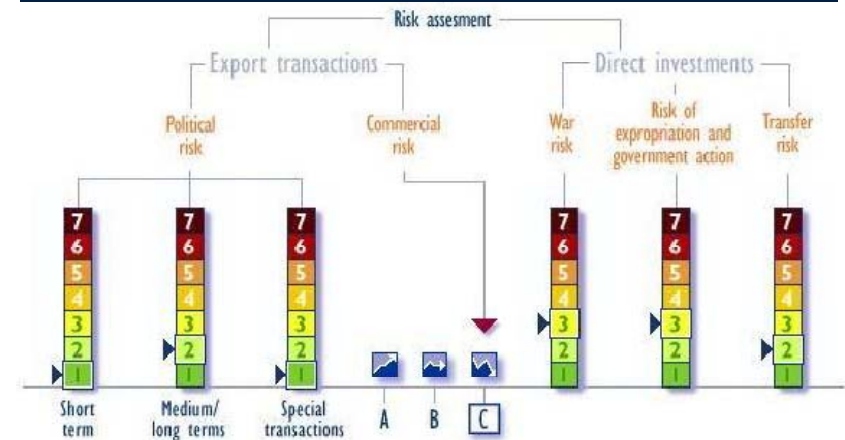 Risk assesment
Export transactions
Direct investments
Political
risk
Commercial
risk
War
risk
Risk of
expropriation and
government action
Transfer
risk
7 7 7 7 7 7
6 6 6 6 6 6
5 5 5 5 5 5
4 4 4 4 4 4
3 3 3 3 3 3
2 2 2 2 2 2
1 1 1 1 1 1
Short
term
Medium/
long terms
Special
transactions
A B C